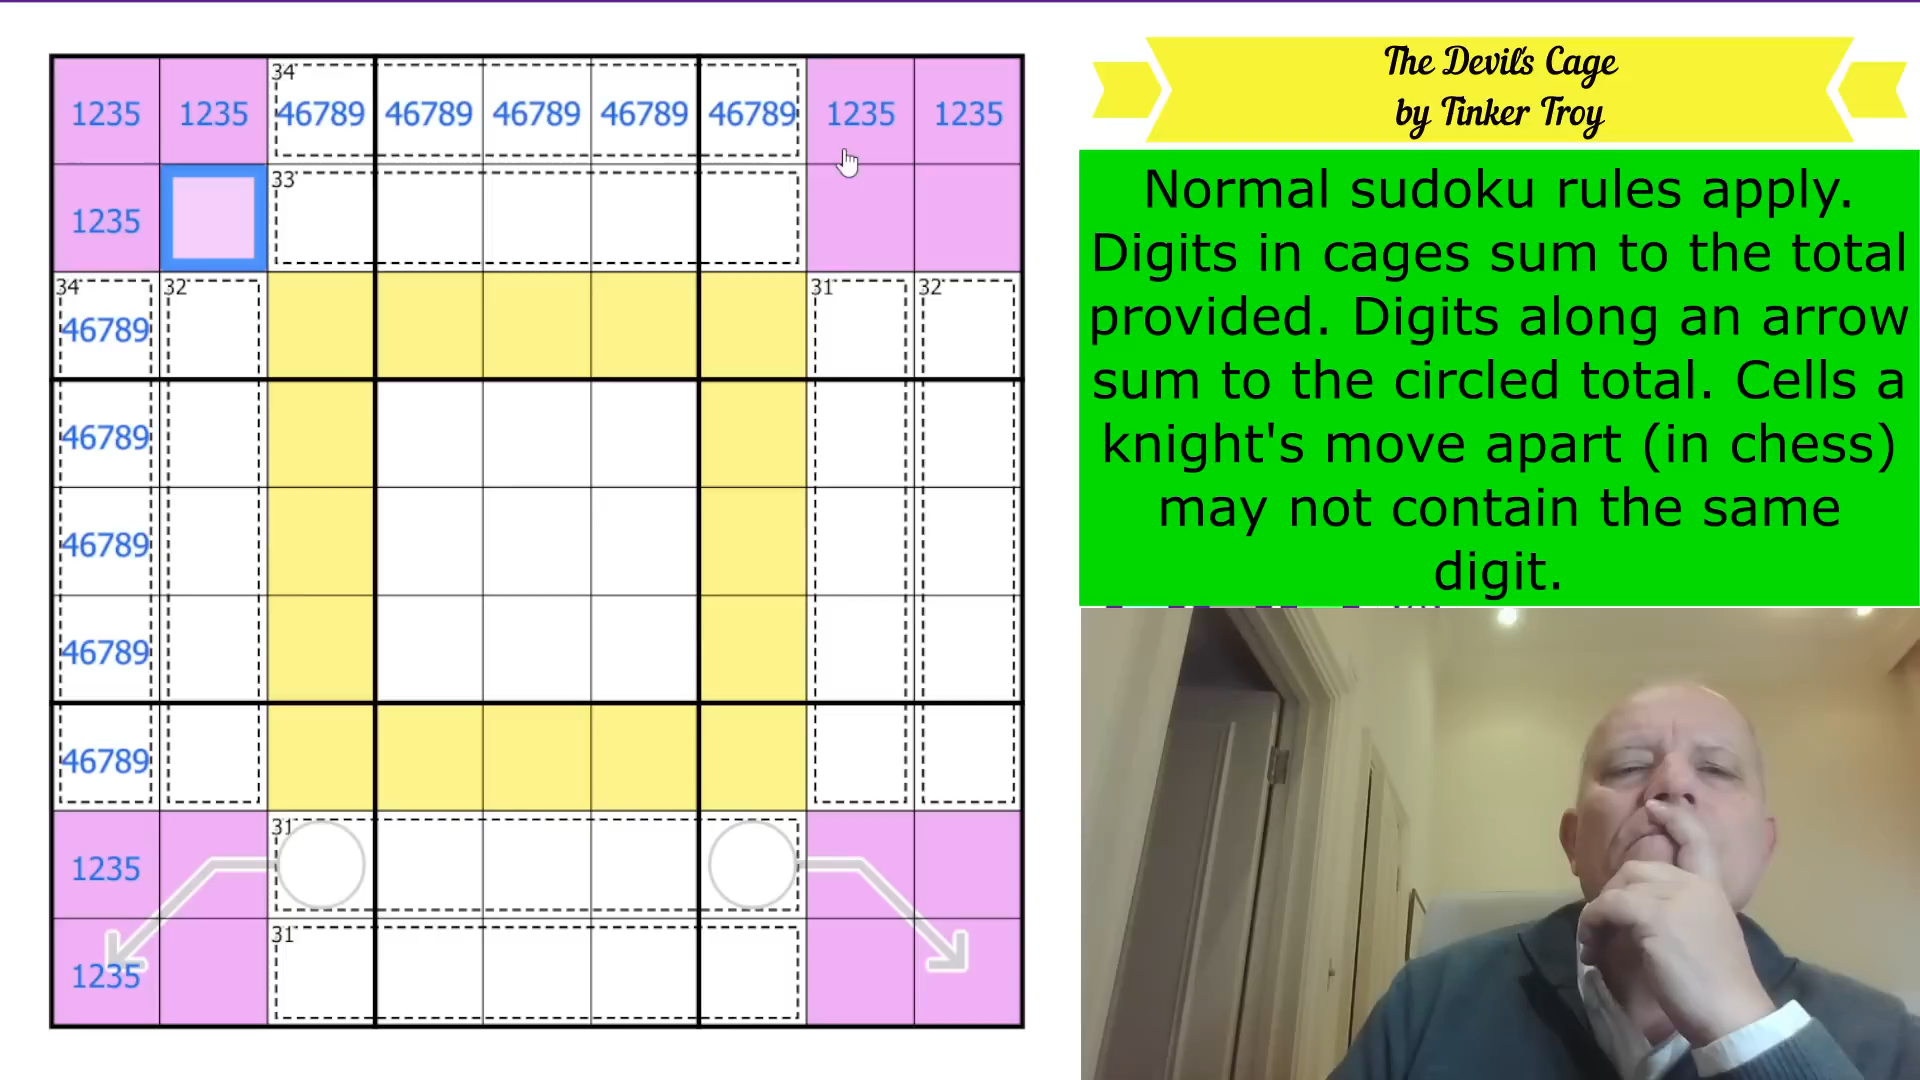 The Devil's Cage
by Tinker Troy
Normal sudoku rules apply.
Digits in cages sum to the total
provided. Digits along an arrow
sum to the circled total. Cells a
knight's move apart (in chess)
may not contain the same
digit.
34
1235 1235 46789 46789 46789 46789 46789 1235 1235
33
1235
34 32 31 32
46789
46789
46789
46789
46789
31
1235
31
1235